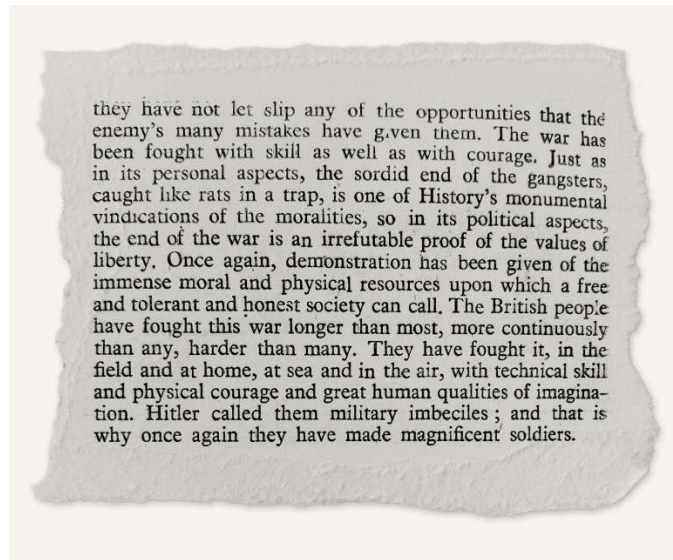 they have not let slip any of the opportunities that the
enemy's many mistakes have given them. The war has
been fought with skill as well as with courage. Just as
in its personal aspects, the sordid end of the gangsters,
caught like rats in a trap, is one of History's monumental
vindications of the moralities, so in its political aspects,
the end of the war is an irrefutable proof of the values of
liberty. Once again, demonstration has been given of the
immense moral and physical resources upon which a free
and tolerant and honest society can call. The British people
have fought this war longer than most, more continuously
than any, harder than many. They have fought it, in the
field and at home, at sea and in the air, with technical skill
and physical courage and great human qualities of imagina-
tion. Hitler called them military imbeciles ; and that is
why once again they have made magnificent soldiers.